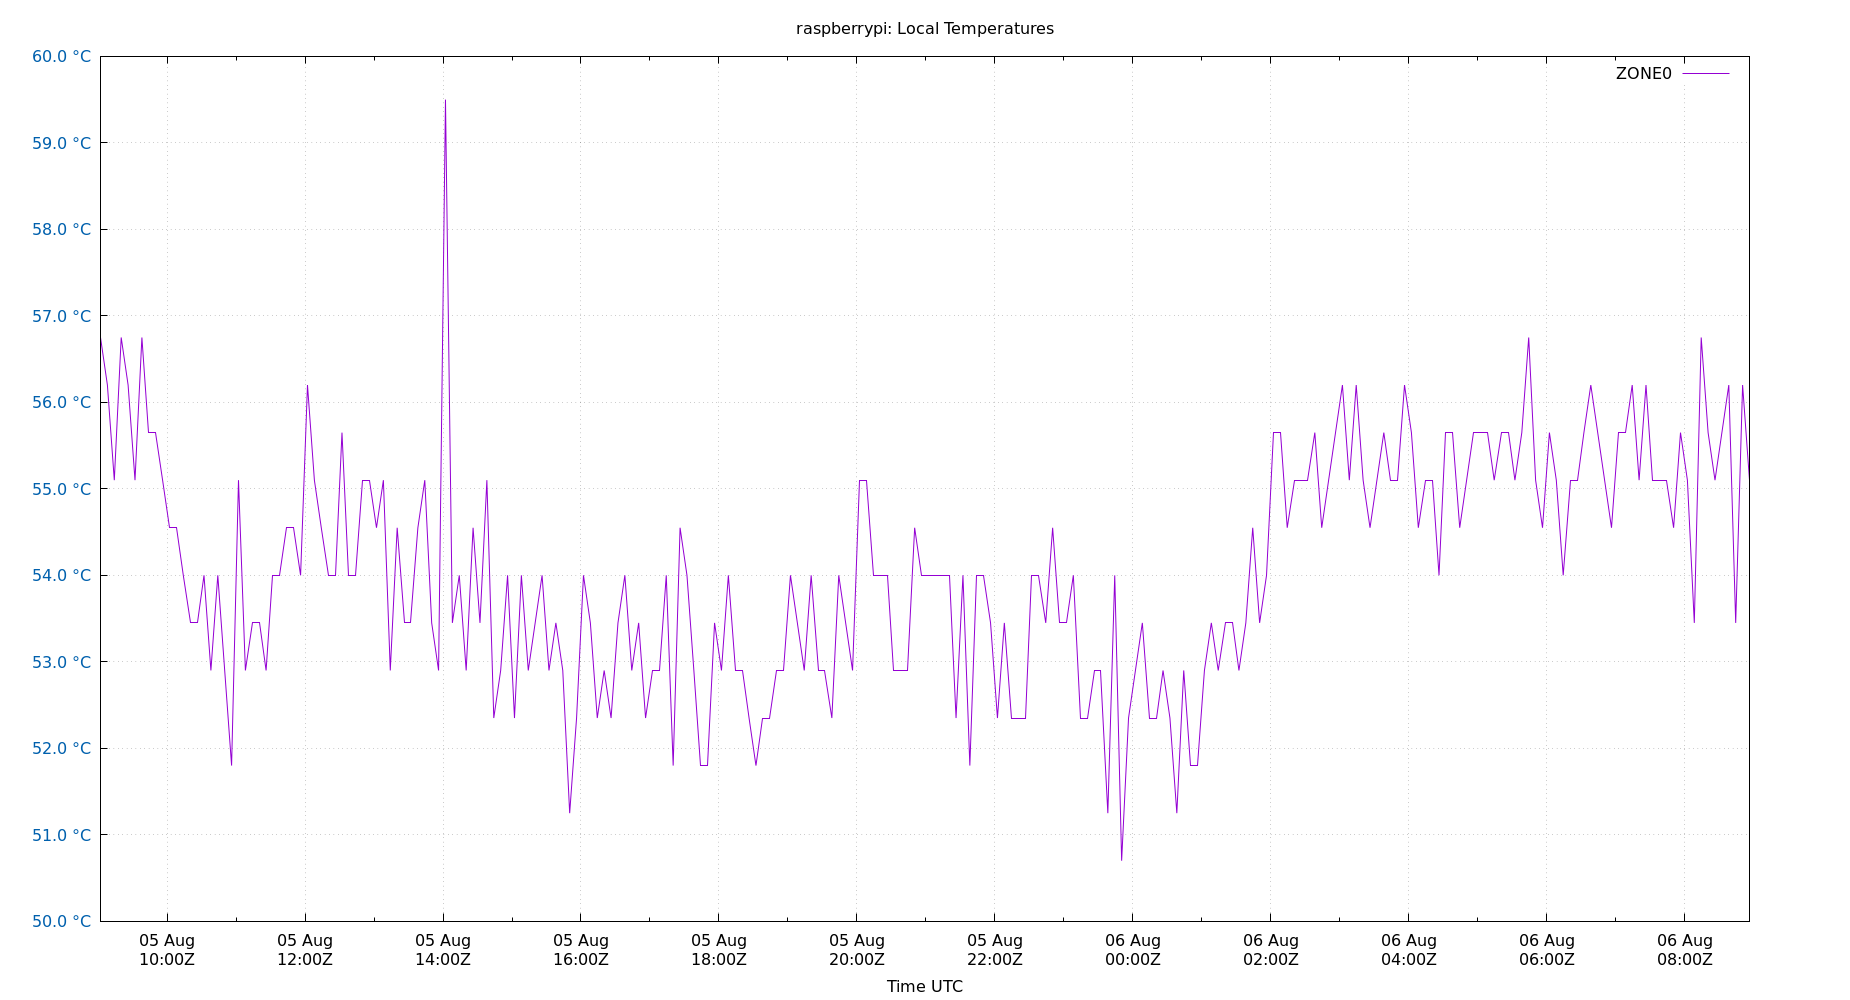 raspberrypi: Local Temperatures
ZONE0
60.0 °C
59.0 °C
58.0 °C
57.0 °C
56.0 °C
55.0 °C
54.0 °C
53.0 °C
52.0 °C
51.0 °C
50.0 °C
05 Aug
10:00Z
05 Aug
12:00Z
05 Aug
14:00Z
05 Aug
16:00Z
05 Aug
18:00Z
05 Aug
20:00Z
05 Aug
22:00Z
06 Aug
00:00Z
06 Aug
02:00Z
06 Aug
04:00Z
06 Aug
06:00Z
06 Aug
08:00Z
Time UTC